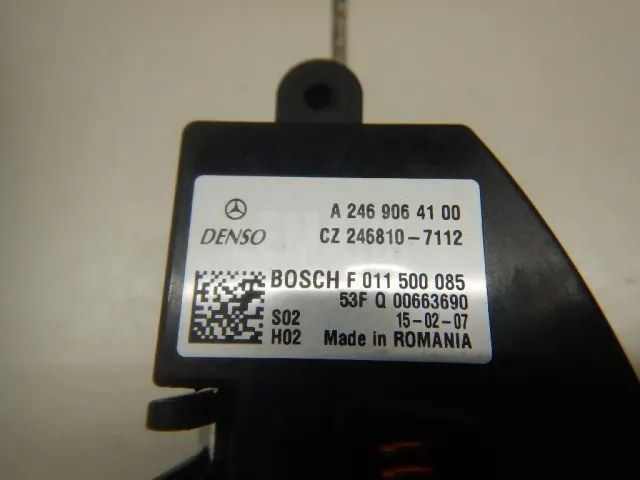 A 246 906 41 00
DENSO CZ 246810-7112
BOSCH F 011 500 085
53F Q 00663690
S02 15-02-07
H02 Made in ROMANIA